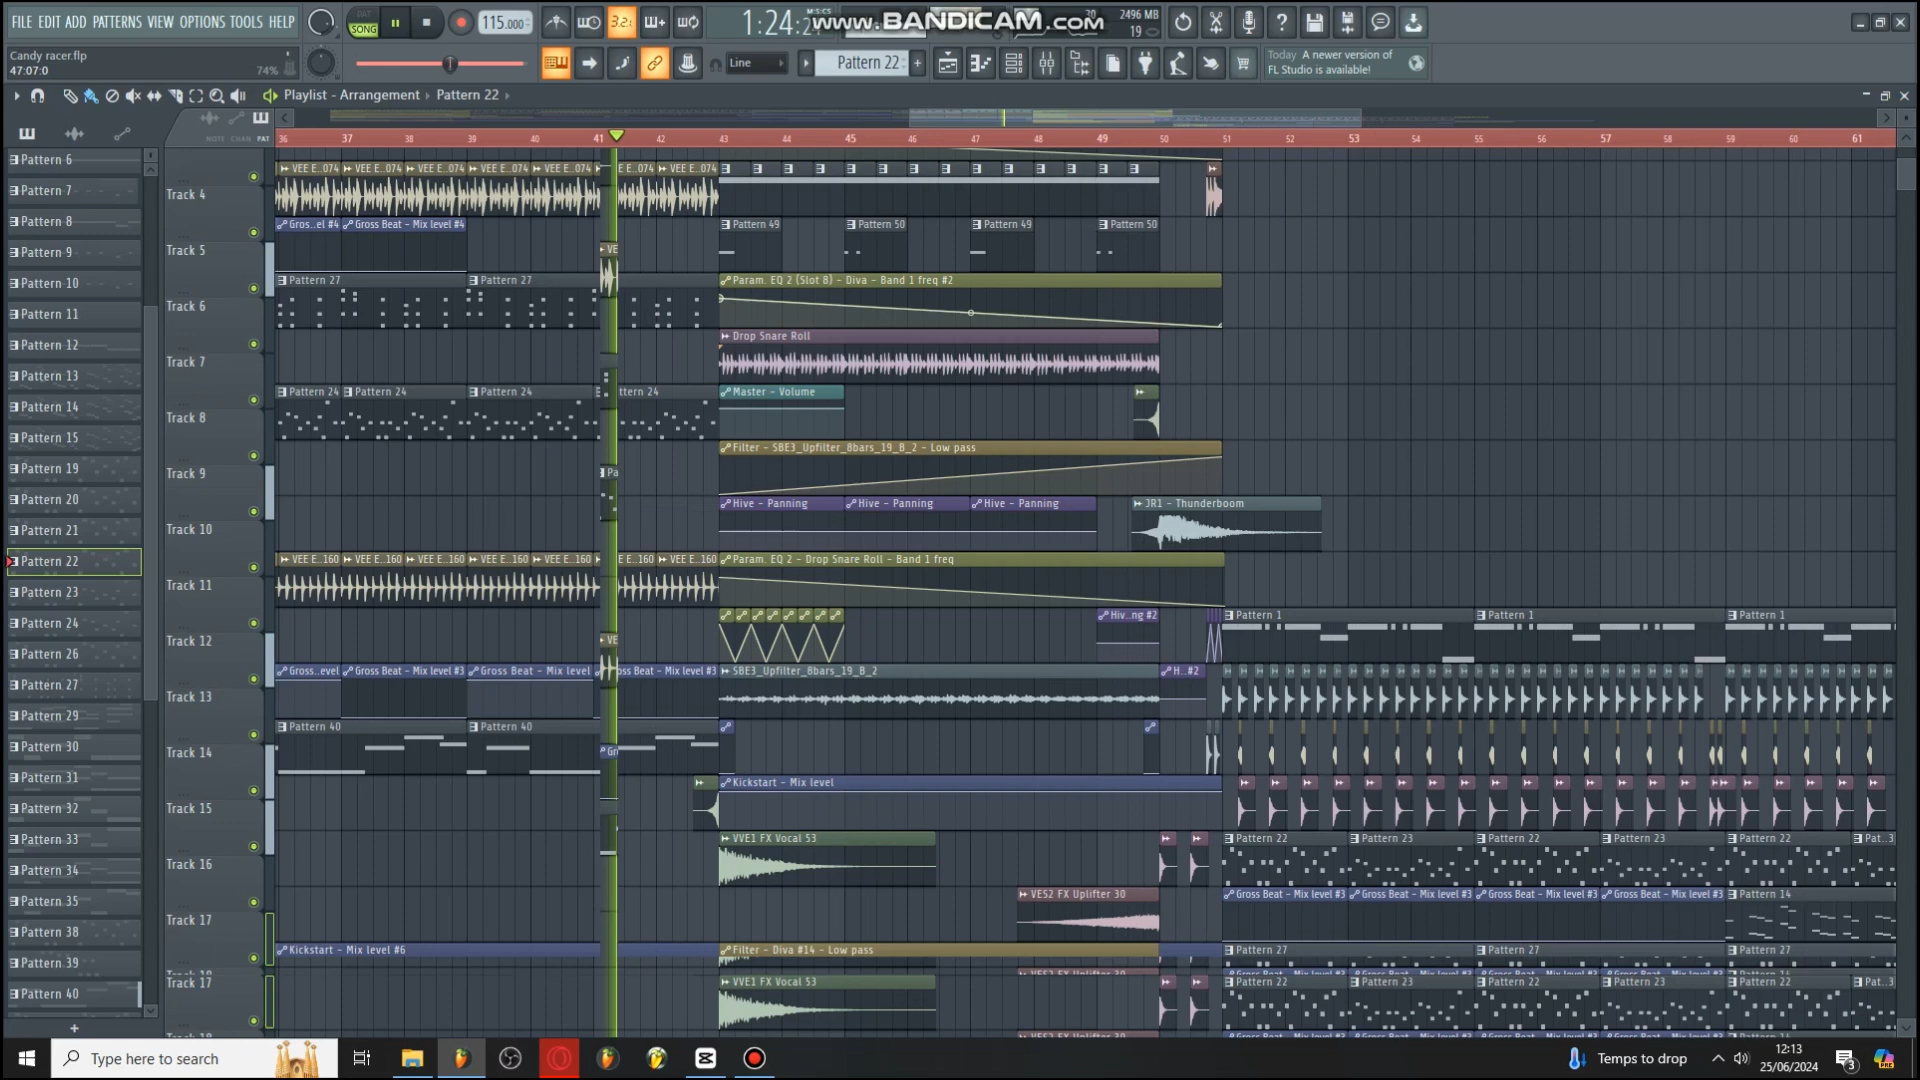 FILE EDIT ADD PATTERNS VIEW OPTIONS TOOLS HELP
PAT
SONG
115.000
3.2.
1:24:2
www.BANDICAM.com
2496 MB
19
Candy racer.flp
47:07:0
74%
Line
Pattern 22
Today A newer version of
FL Studio is available!
Playlist - Arrangement Pattern 22
NOTE CHAN PAT
36 37 38 39 40 41 42 43 44 45 46 47 48 49 50 51 52 53 54 55 56 57 58 59 60 61
Pattern 6
Pattern 7
Pattern 8
Pattern 9
Pattern 10
Pattern 11
Pattern 12
Pattern 13
Pattern 14
Pattern 15
Pattern 19
Pattern 20
Pattern 21
Pattern 22
Pattern 23
Pattern 24
Pattern 26
Pattern 27
Pattern 29
Pattern 30
Pattern 31
Pattern 32
Pattern 33
Pattern 34
Pattern 35
Pattern 38
Pattern 39
Pattern 40
+
VEE E..074 VEE E..074 VEE E..074 VEE E..074 VEE E..074 E E..074 VEE E..074
Track 4
Gros..el #4 Gross Beat - Mix level #4 Pattern 49 Pattern 50 Pattern 49 Pattern 50
Track 5
VE
Pattern 27 Pattern 27 Param. EQ 2 (Slot 8) - Diva - Band 1 freq #2
Track 6
Drop Snare Roll
Track 7
Pattern 24 Pattern 24 Pattern 24 ttern 24 Master - Volume
Track 8
Filter - SBE3_Upfilter_8bars_19_B_2 - Low pass
Track 9
Pa
Hive - Panning Hive - Panning Hive - Panning JR1 - Thunderboom
Track 10
VEE E..160 VEE E..160 VEE E..160 VEE E..160 VEE E..160 E E..160 VEE E..160 Param. EQ 2 - Drop Snare Roll - Band 1 freq
Track 11
Hiv..ng #2 Pattern 1 Pattern 1 Pattern 1
Track 12
VE
Gross..evel Gross Beat - Mix level #3 Gross Beat - Mix level oss Beat - Mix level #3 SBE3_Upfilter_8bars_19_B_2 H..#2
Track 13
Pattern 40 Pattern 40
Track 14
Gr
Kickstart - Mix level
Track 15
VVE1 FX Vocal 53 Pattern 22 Pattern 23 Pattern 22 Pattern 23 Pattern 22 Pat..3
Track 16
VES2 FX Uplifter 30 Gross Beat - Mix level #3 Gross Beat - Mix level #3 Gross Beat - Mix level #3 Gross Beat - Mix level #3 Pattern 14
Track 17
Kickstart - Mix level #6 Filter - Diva #14 - Low pass Pattern 27 Pattern 27 Pattern 27
Track 17
VVE1 FX Vocal 53 Pattern 22 Pattern 23 Pattern 22 Pattern 23 Pattern 22 Pat..3
Type here to search
Temps to drop
12:13
25/06/2024
3